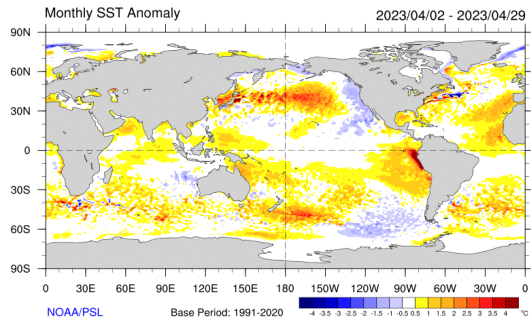 Monthly SST Anomaly 2023/04/02 - 2023/04/29
90N
60N
30N
0
30S
60S
90S
0 30E 60E 90E 120E 150E 180 150W 120W 90W 60W 30W 0
NOAA/PSL Base Period: 1991-2020
-4 -3.5 -3 -2.5 -2 -1.5 -1 -0.5 0.5 1 1.5 2 2.5 3 3.5 4 °C